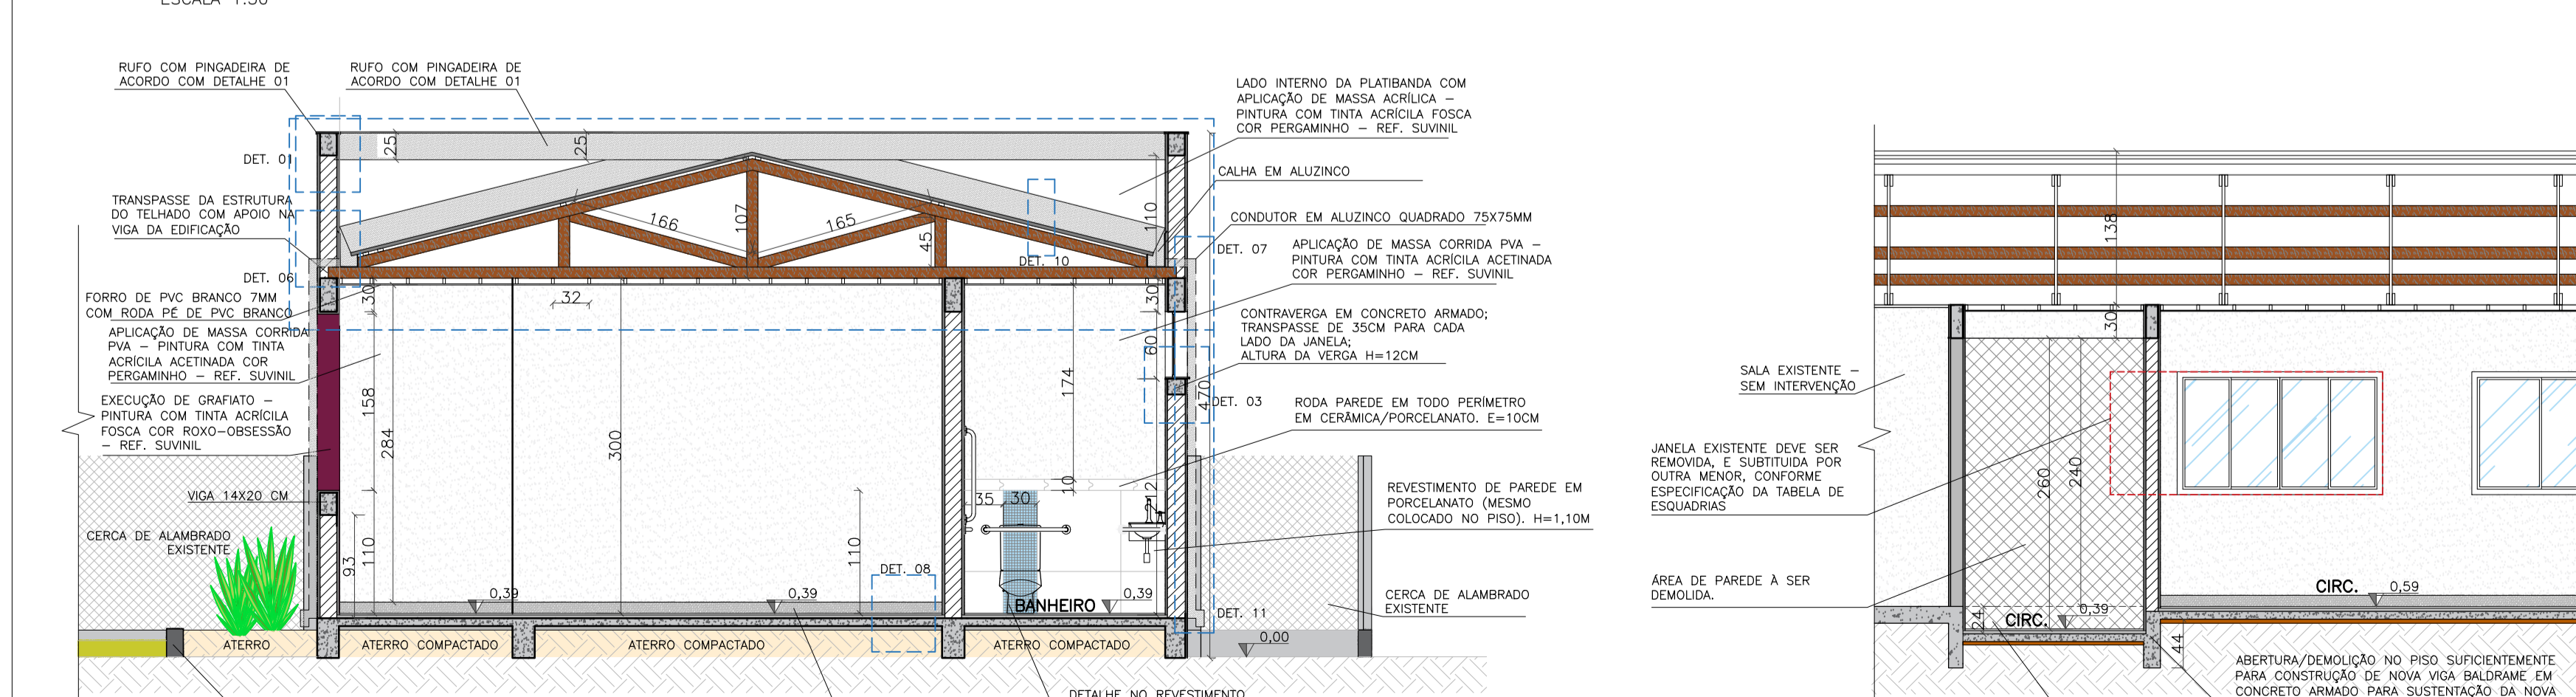 ESCALA 1:50
RUFO COM PINGADEIRA DE
ACORDO COM DETALHE 01
RUFO COM PINGADEIRA DE
ACORDO COM DETALHE 01
LADO INTERNO DA PLATIBANDA COM
APLICAÇÃO DE MASSA ACRÍLICA –
PINTURA COM TINTA ACRÍCILA FOSCA
COR PERGAMINHO – REF. SUVINIL
25
25
DET. 01
CALHA EM ALUZINCO
TRANSPASSE DA ESTRUTURA
DO TELHADO COM APOIO NA
VIGA DA EDIFICAÇÃO
166
107
165
45
110
CONDUTOR EM ALUZINCO QUADRADO 75X75MM
DET. 07
DET. 10
APLICAÇÃO DE MASSA CORRIDA PVA –
PINTURA COM TINTA ACRÍCILA ACETINADA
COR PERGAMINHO – REF. SUVINIL
DET. 06
FORRO DE PVC BRANCO 7MM
COM RODA PÉ DE PVC BRANCO
30
32
30
APLICAÇÃO DE MASSA CORRIDA
PVA – PINTURA COM TINTA
ACRÍCILA ACETINADA COR
PERGAMINHO – REF. SUVINIL
CONTRAVERGA EM CONCRETO ARMADO;
TRANSPASSE DE 35CM PARA CADA
LADO DA JANELA;
ALTURA DA VERGA H=12CM
60
174
470
158
284
300
DET. 03
EXECUÇÃO DE GRAFIATO –
PINTURA COM TINTA ACRÍCILA
FOSCA COR ROXO–OBSESSÃO
– REF. SUVINIL
RODA PAREDE EM TODO PERÍMETRO
EM CERÂMICA/PORCELANATO. E=10CM
VIGA 14X20 CM
10
35
30
REVESTIMENTO DE PAREDE EM
PORCELANATO (MESMO
COLOCADO NO PISO). H=1,10M
CERCA DE ALAMBRADO
EXISTENTE
93
110
110
DET. 08
0,39
0,39
BANHEIRO
0,39
DET. 11
CERCA DE ALAMBRADO
EXISTENTE
0,00
ATERRO
ATERRO COMPACTADO
ATERRO COMPACTADO
ATERRO COMPACTADO
DETALHE NO REVESTIMENTO
138
30
SALA EXISTENTE –
SEM INTERVENÇÃO
JANELA EXISTENTE DEVE SER
REMOVIDA, E SUBTITUIDA POR
OUTRA MENOR, CONFORME
ESPECIFICAÇÃO DA TABELA DE
ESQUADRIAS
260
240
ÁREA DE PAREDE À SER
DEMOLIDA.
CIRC.
0,59
24
CIRC.
0,39
44
ABERTURA/DEMOLIÇÃO NO PISO SUFICIENTEMENTE
PARA CONSTRUÇÃO DE NOVA VIGA BALDRAME EM
CONCRETO ARMADO PARA SUSTENTAÇÃO DA NOVA